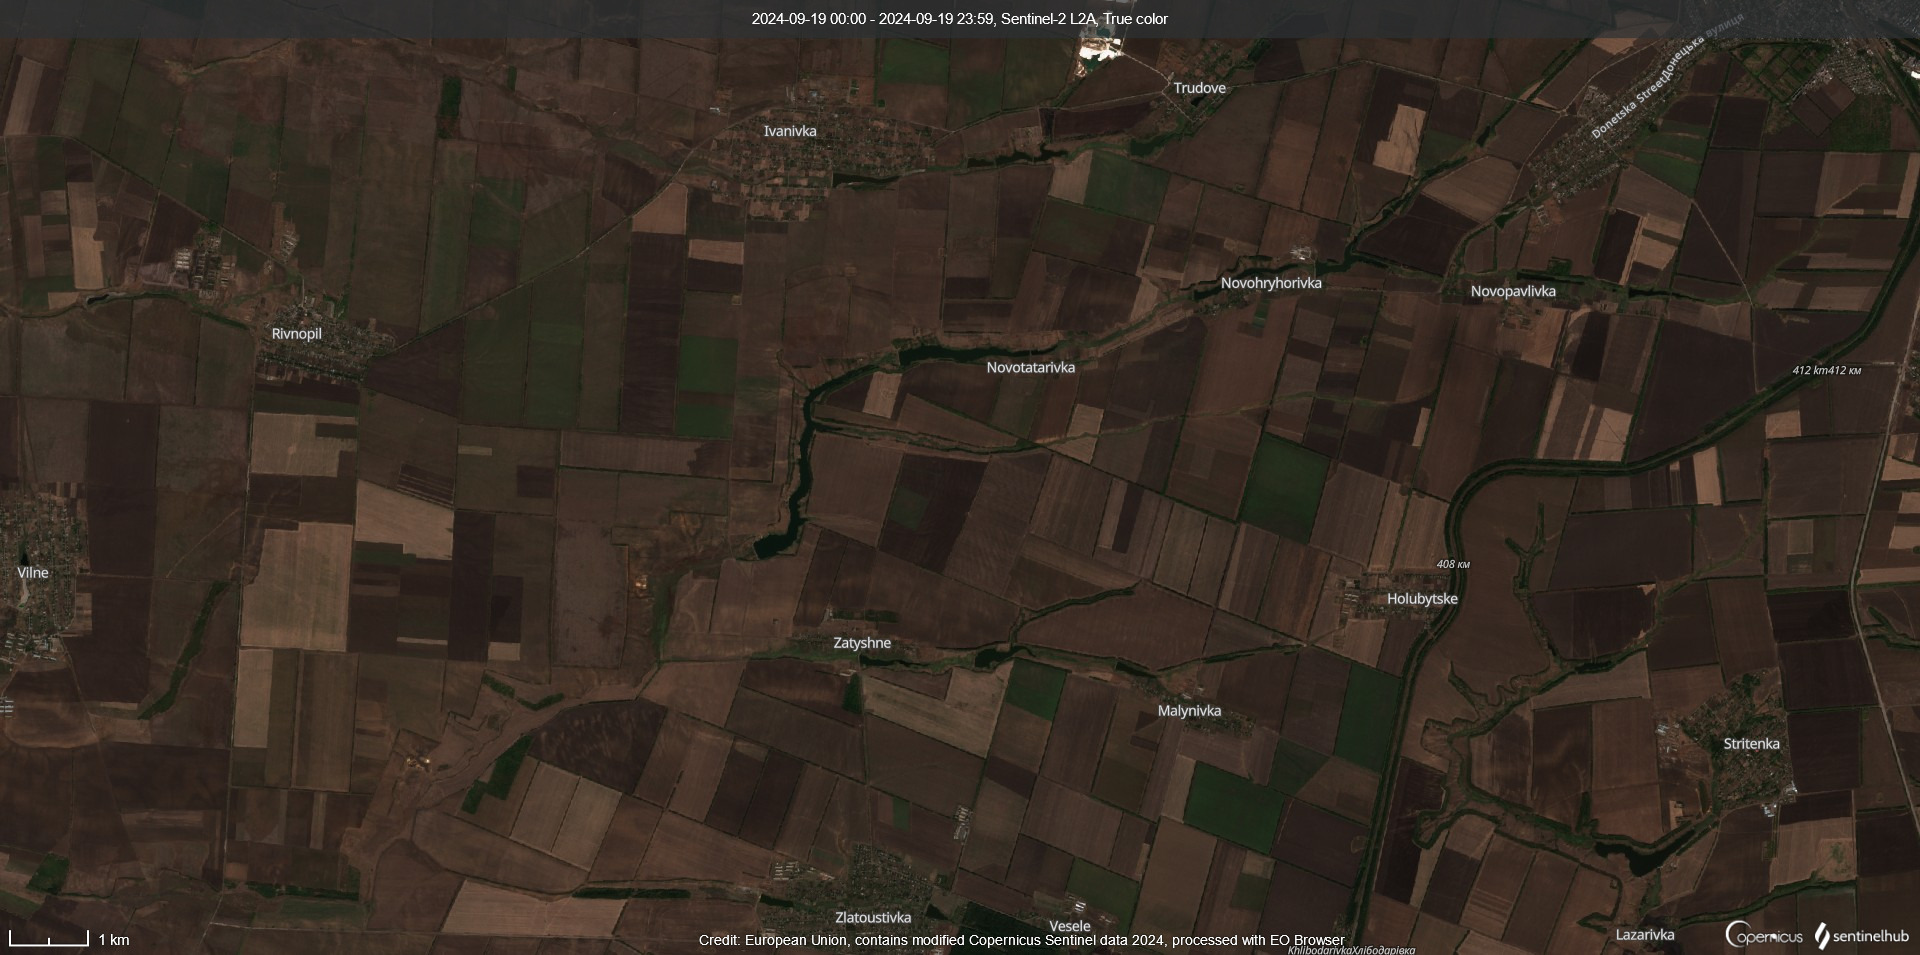 2024-09-19 00:00 - 2024-09-19 23:59, Sentinel-2 L2A, True color
Donetska StreetДонецька вулиця
Trudove
Ivanivka
Novohryhorivka
Novopavlivka
Rivnopil
Novotatarivka
412 km412 км
408 км
Vilne
Holubytske
Zatyshne
Malynivka
Stritenka
Zlatoustivka
Vesele
Lazarivka
1 km
Credit: European Union, contains modified Copernicus Sentinel data 2024, processed with EO Browser
KhlibodarivkaХлібодарівка
opernicus
sentinelhub